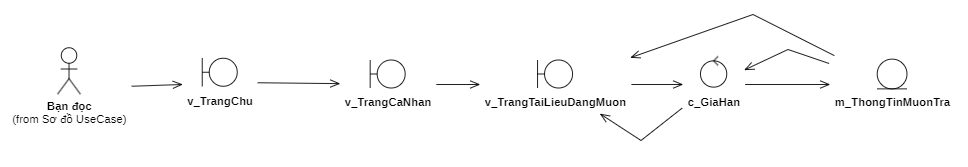 Bạn đọc
(from Sơ đồ UseCase)
v_TrangChu
v_TrangCaNhan
v_TrangTaiLieuDangMuon
c_GiaHan
m_ThongTinMuonTra